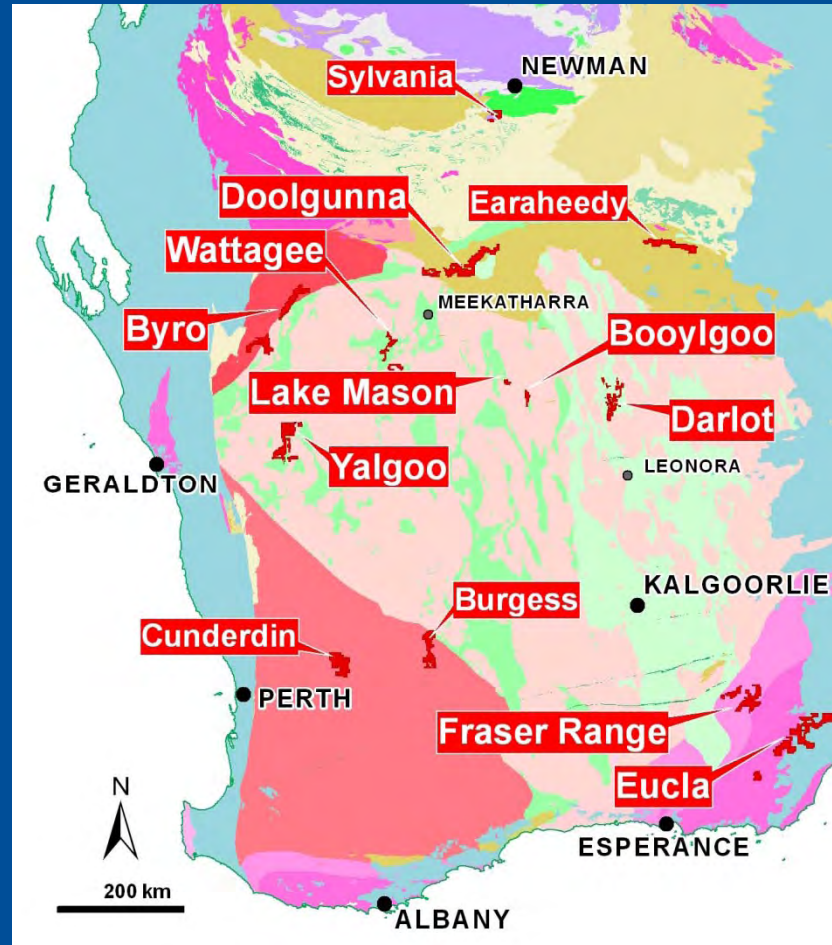 NEWMAN
Sylvania
Doolgunna
Earaheedy
Wattagee
MEEKATHARRA
Byro
Booylgoo
Lake Mason
Darlot
Yalgoo
LEONORA
GERALDTON
KALGOORLIE
Burgess
Cunderdin
PERTH
Fraser Range
Eucla
N
ESPERANCE
200 km
ALBANY